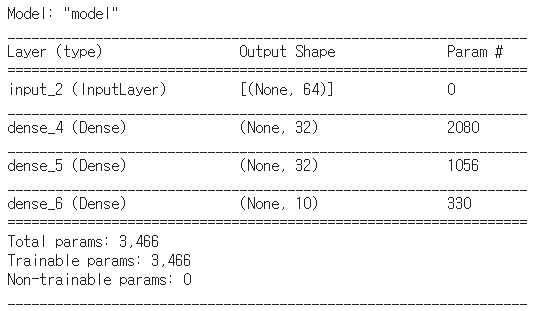 Model: "model"
_________________________________________________________________
Layer (type)                 Output Shape              Param #
=================================================================
input_2 (InputLayer)         [(None, 64)]              0
_________________________________________________________________
dense_4 (Dense)              (None, 32)                2080
_________________________________________________________________
dense_5 (Dense)              (None, 32)                1056
_________________________________________________________________
dense_6 (Dense)              (None, 10)                330
=================================================================
Total params: 3,466
Trainable params: 3,466
Non-trainable params: 0
_________________________________________________________________